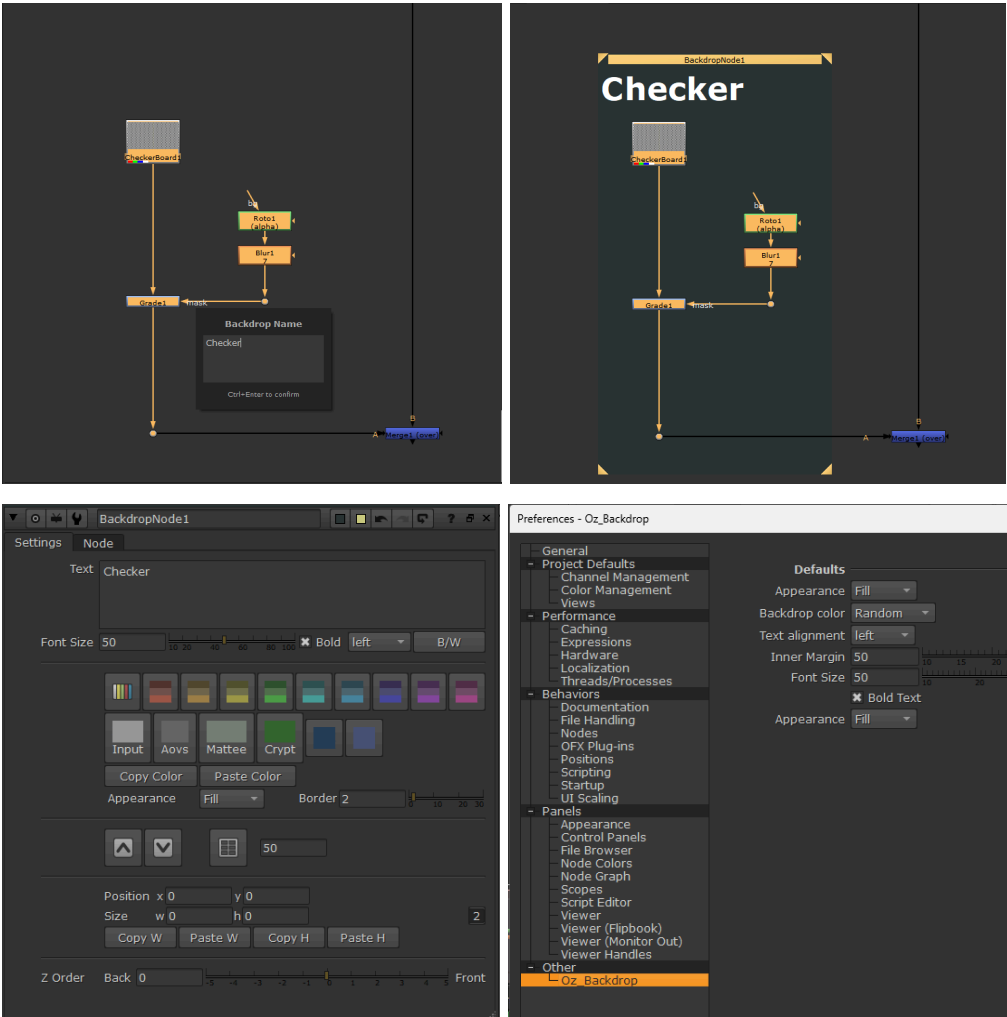 CheckerBoard1
bg
Roto1
(alpha)
Blur1
7
Grade1
mask
Backdrop Name
Checker
Ctrl+Enter to confirm
B
A
Merge1 (over)
BackdropNode1
Checker
CheckerBoard1
bg
Roto1
(alpha)
Blur1
7
Grade1
mask
B
A
Merge1 (over)
BackdropNode1
?
Settings Node
Text Checker
Font Size 50 10 20 40 60 80 100 Bold left B/W
Input Aovs Mattee Crypt
Copy Color Paste Color
Appearance Fill Border 2 0 10 20 30
50
Position x 0 y 0
Size w 0 h 0 2
Copy W Paste W Copy H Paste H
Z Order Back 0 -5 -4 -3 -2 -1 0 1 2 3 4 5 Front
Preferences - Oz_Backdrop
General
- Project Defaults
Channel Management
Color Management
Views
- Performance
Caching
Expressions
Hardware
Localization
Threads/Processes
- Behaviors
Documentation
File Handling
Nodes
OFX Plug-ins
Positions
Scripting
Startup
UI Scaling
- Panels
Appearance
Control Panels
File Browser
Node Colors
Node Graph
Scopes
Script Editor
Viewer
Viewer (Flipbook)
Viewer (Monitor Out)
Viewer Handles
- Other
Oz_Backdrop
Defaults
Appearance Fill
Backdrop color Random
Text alignment left
Inner Margin 50 10 15 20
Font Size 50 10 20
Bold Text
Appearance Fill